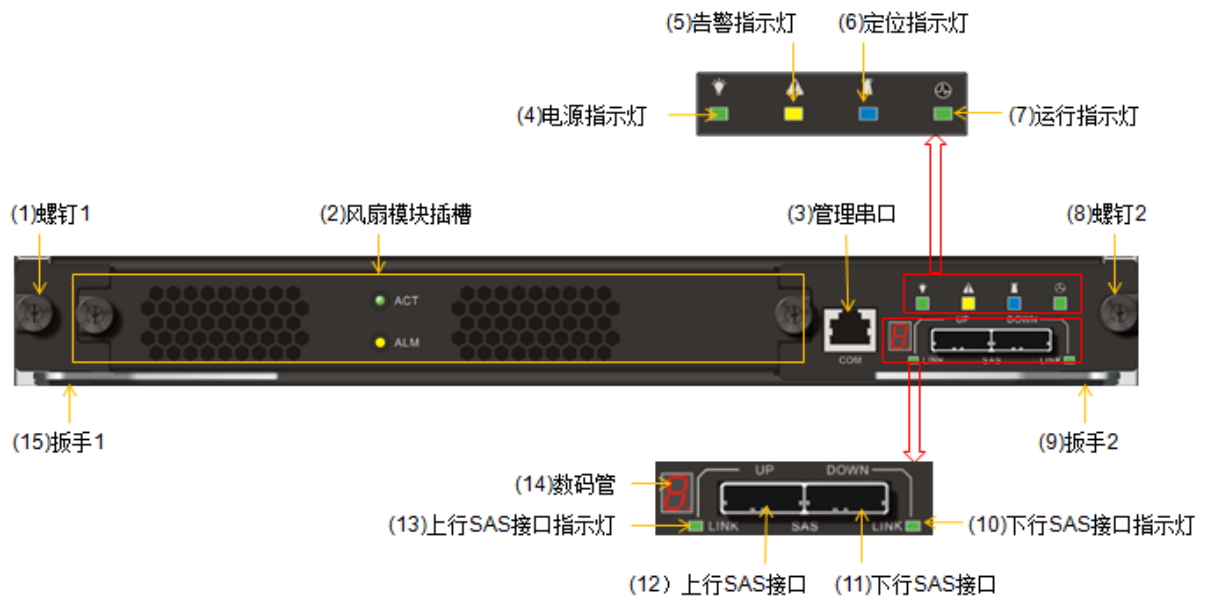 (5)告警指示灯
(6)定位指示灯
(4)电源指示灯
(7)运行指示灯
(1)螺钉1
(2)风扇模块插槽
(3)管理串口
(8)螺钉2
ACT
ALM
COM
UP
DOWN
LINK
SAS
LINK
(15)扳手1
(9)扳手2
UP
DOWN
(14)数码管
8
(13)上行SAS接口指示灯
LINK
SAS
LINK
(10)下行SAS接口指示灯
(12）上行SAS接口
(11)下行SAS接口